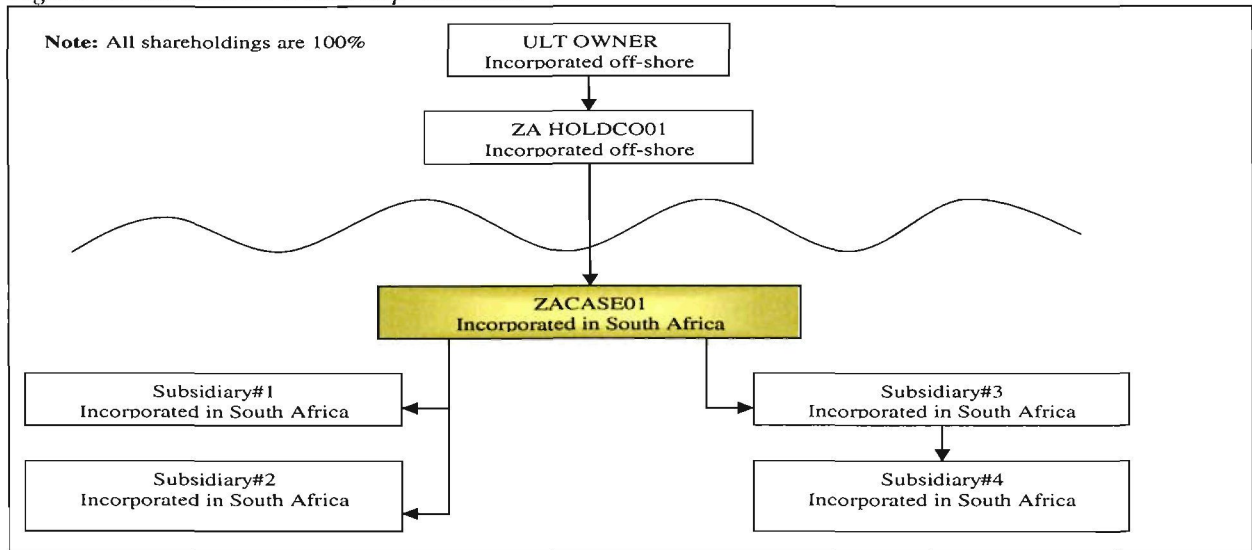 Note: All shareholdings are 100%
ULT OWNER
Incorporated off-shore
ZA HOLDCO01
Incorporated off-shore
ZACASE01
Incorporated in South Africa
Subsidiary#1
Incorporated in South Africa
Subsidiary#2
Incorporated in South Africa
Subsidiary#3
Incorporated in South Africa
Subsidiary#4
Incorporated in South Africa